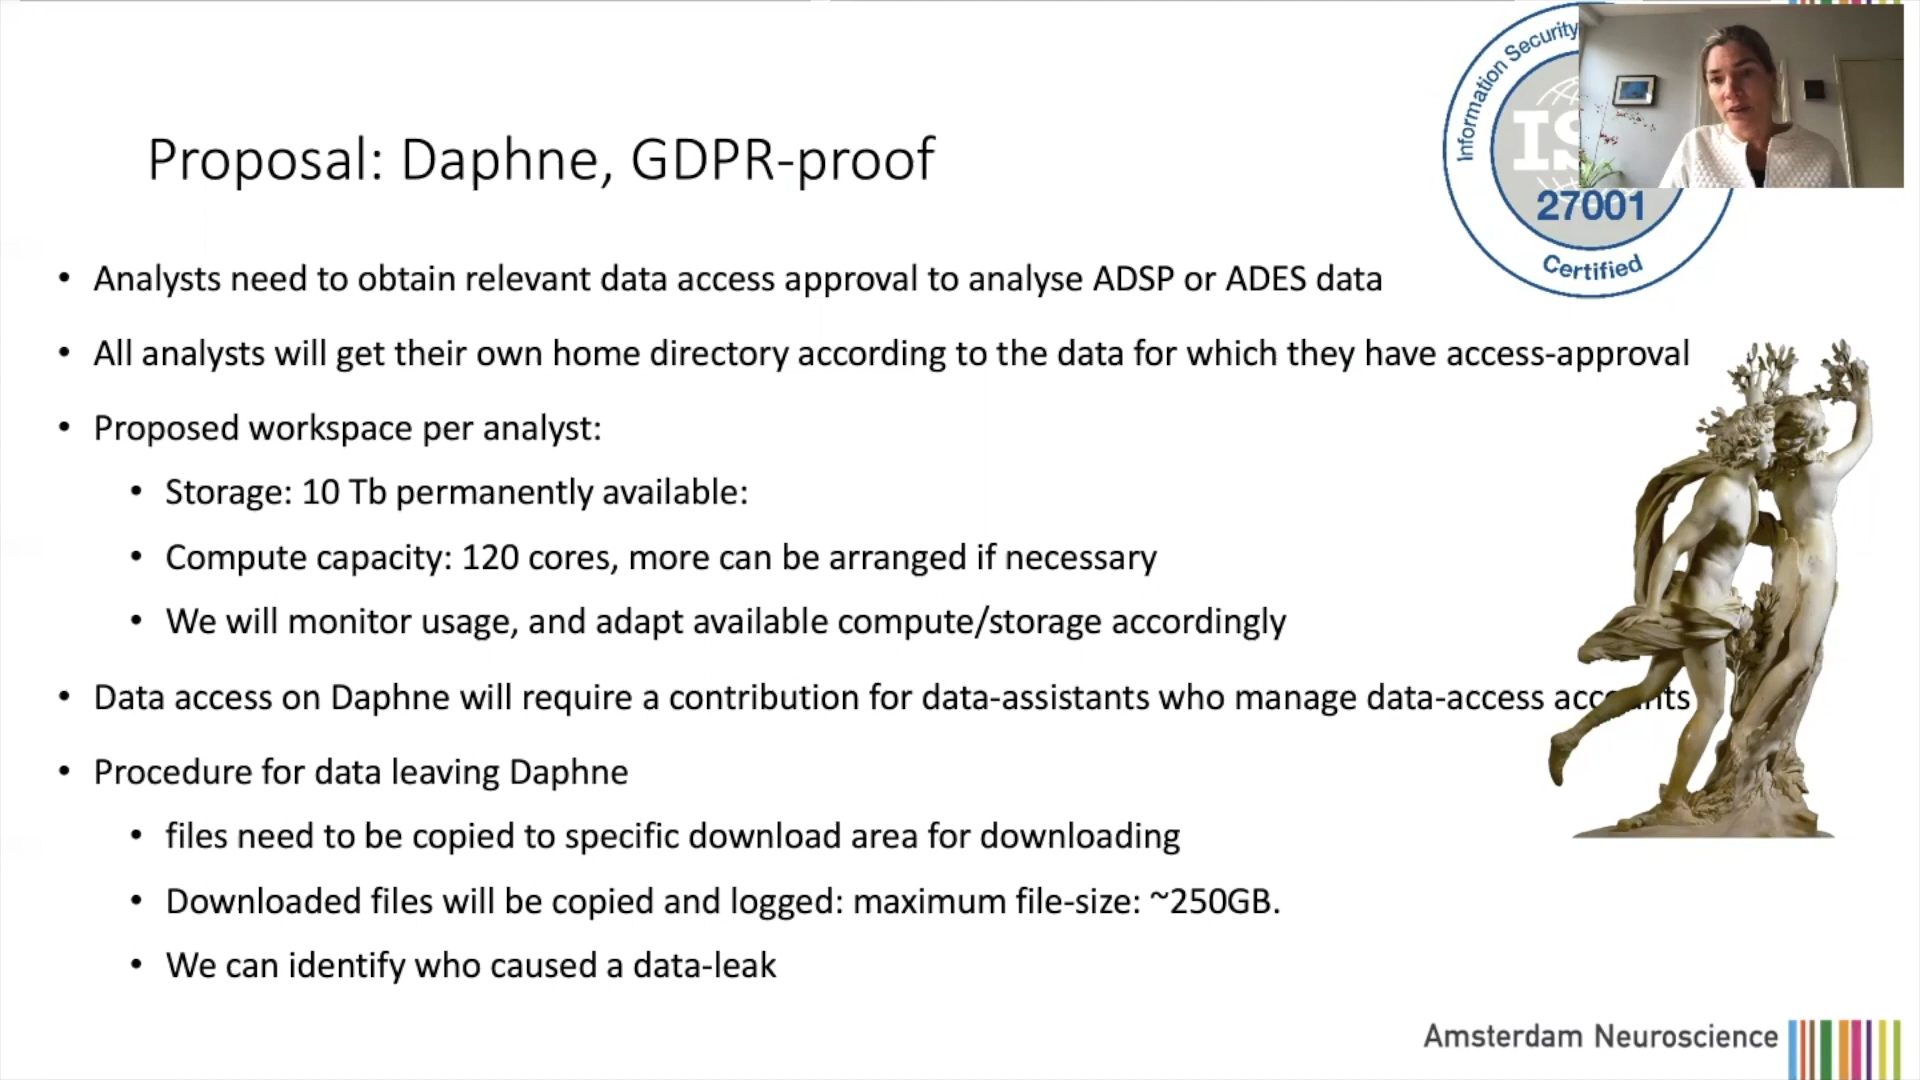 Information Security
27001
Certified
Proposal: Daphne, GDPR-proof
• Analysts need to obtain relevant data access approval to analyse ADSP or ADES data
• All analysts will get their own home directory according to the data for which they have access-approval
• Proposed workspace per analyst:
• Storage: 10 Tb permanently available:
• Compute capacity: 120 cores, more can be arranged if necessary
• We will monitor usage, and adapt available compute/storage accordingly
• Data access on Daphne will require a contribution for data-assistants who manage data-access
• Procedure for data leaving Daphne
• files need to be copied to specific download area for downloading
• Downloaded files will be copied and logged: maximum file-size: ~250GB.
• We can identify who caused a data-leak
Amsterdam Neuroscience